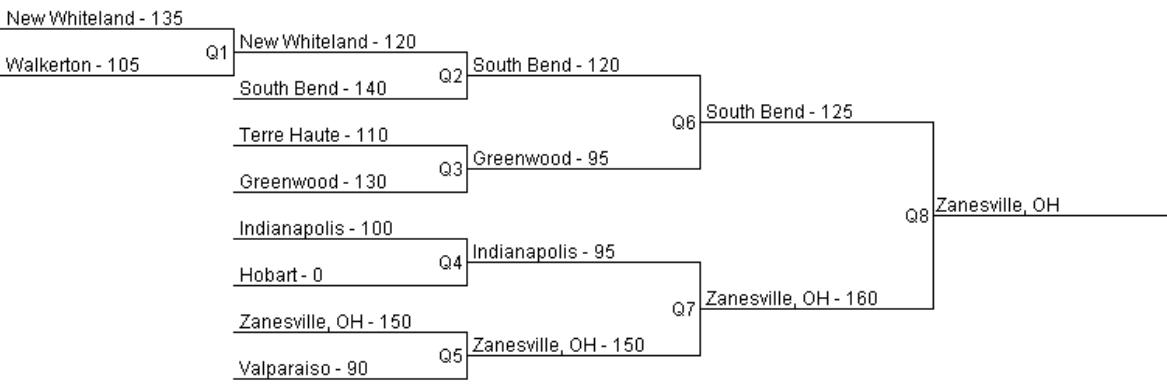 New Whiteland - 135
Walkerton - 105
Q1
New Whiteland - 120
South Bend - 140
Q2
Terre Haute - 110
Greenwood - 130
Q3
Indianapolis - 100
Hobart - 0
Q4
Zanesville, OH - 150
Valparaiso - 90
Q5
South Bend - 120
Greenwood - 95
Q6
Indianapolis - 95
Zanesville, OH - 150
Q7
South Bend - 125
Zanesville, OH - 160
Q8
Zanesville, OH